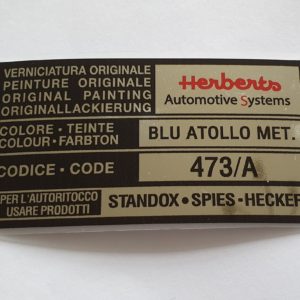 VERNICIATURA ORIGINALE
PEINTURE ORIGINALE
ORIGINAL PAINTING
ORIGINALLACKIERUNG
Herberts
Automotive Systems
COLORE · TEINTE
COLOUR · FARBTON
BLU ATOLLO MET.
CODICE · CODE
473/A
PER L'AUTORITOCCO
USARE PRODOTTI
STANDOX · SPIES · HECKER